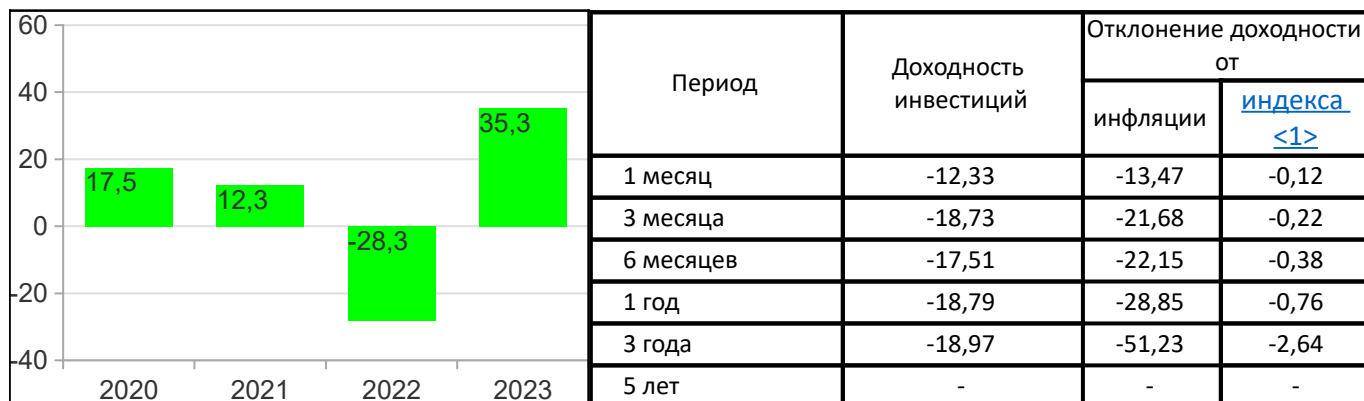 60
40
20
0
-20
-40
17,5
12,3
-28,3
35,3
2020 2021 2022 2023
Период
Доходность
инвестиций
Отклонение доходности
от
инфляции
индекса
<1>
1 месяц -12,33 -13,47 -0,12
3 месяца -18,73 -21,68 -0,22
6 месяцев -17,51 -22,15 -0,38
1 год -18,79 -28,85 -0,76
3 года -18,97 -51,23 -2,64
5 лет - - -